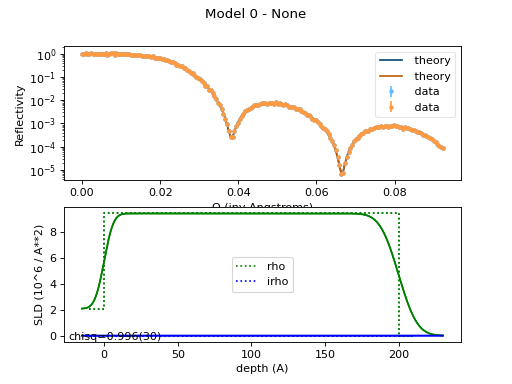 Model 0 - None
10^0
10^-1
10^-2
10^-3
10^-4
10^-5
Reflectivity
theory
theory
data
data
0.00 0.02 0.04 0.06 0.08
Q (inv Angstroms)
8
6
4
2
0
SLD (10^6 / A**2)
rho
irho
chisq=0.996(30)
0 50 100 150 200
depth (A)